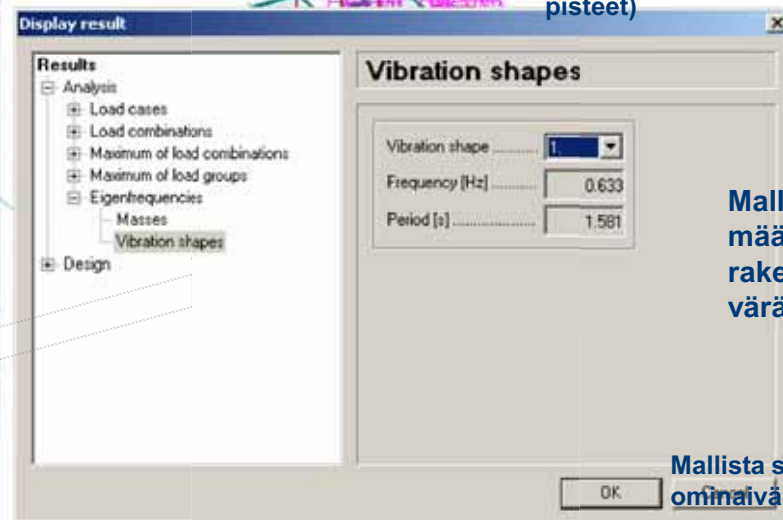 pisteet)
Display result
Results
Analysis
Load cases
Load combinations
Maximum of load combinations
Maximum of load groups
Eigenfrequencies
Masses
Vibration shapes
Design
Vibration shapes
Vibration shape .......... 1.
Frequency [Hz] .......... 0.633
Period [s] .................. 1.581
Mall
mää
rake
värä
Mallista s
OK
ominaivä